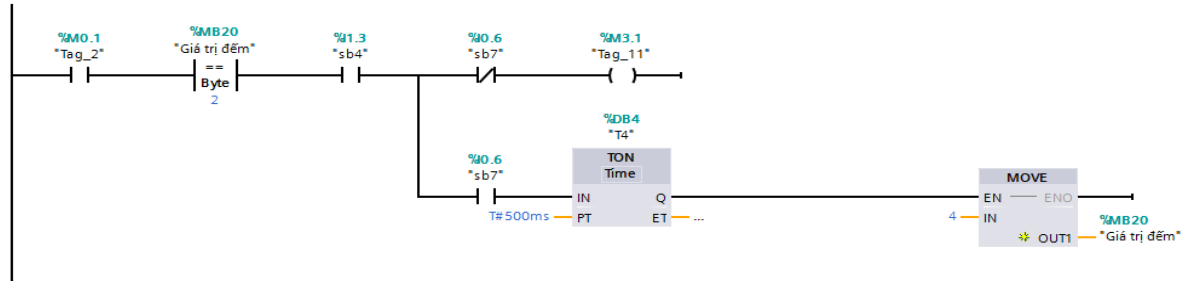 %M0.1
"Tag_2"
%MB20
"Giá trị đếm"
==
Byte
2
%I1.3
"sb4"
%I0.6
"sb7"
%M3.1
"Tag_11"
%DB4
"T4"
%I0.6
"sb7"
TON
Time
IN Q
T#500ms PT ET ...
MOVE
EN ENO
4 IN
OUT1
%MB20
"Giá trị đếm"